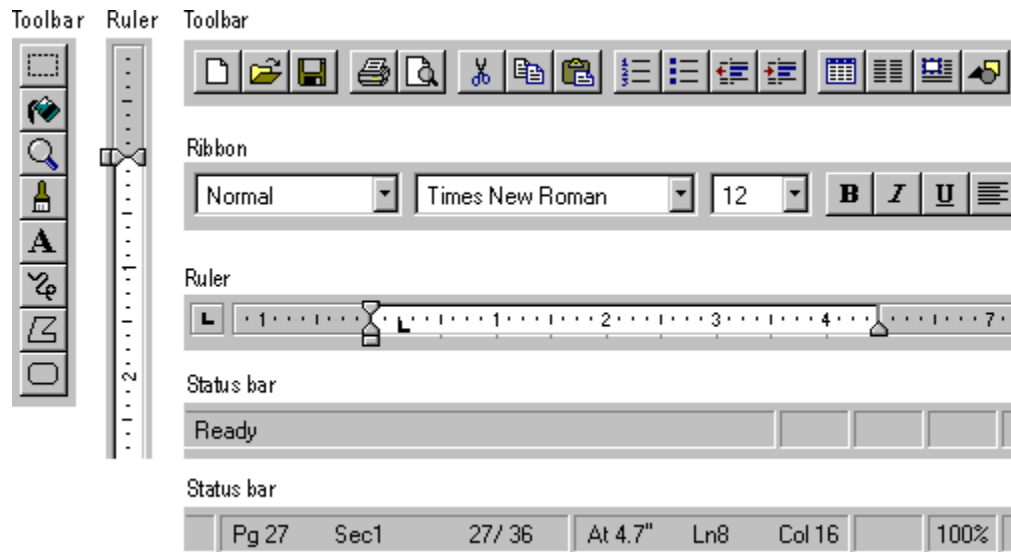 Toolbar Ruler Toolbar
Ribbon
Normal Times New Roman 12 B I U
A
Ruler
1 1 2 3 4 7
1
2
Status bar
Ready
Status bar
Pg 27 Sec1 27/ 36 At 4.7" Ln8 Col 16 100%